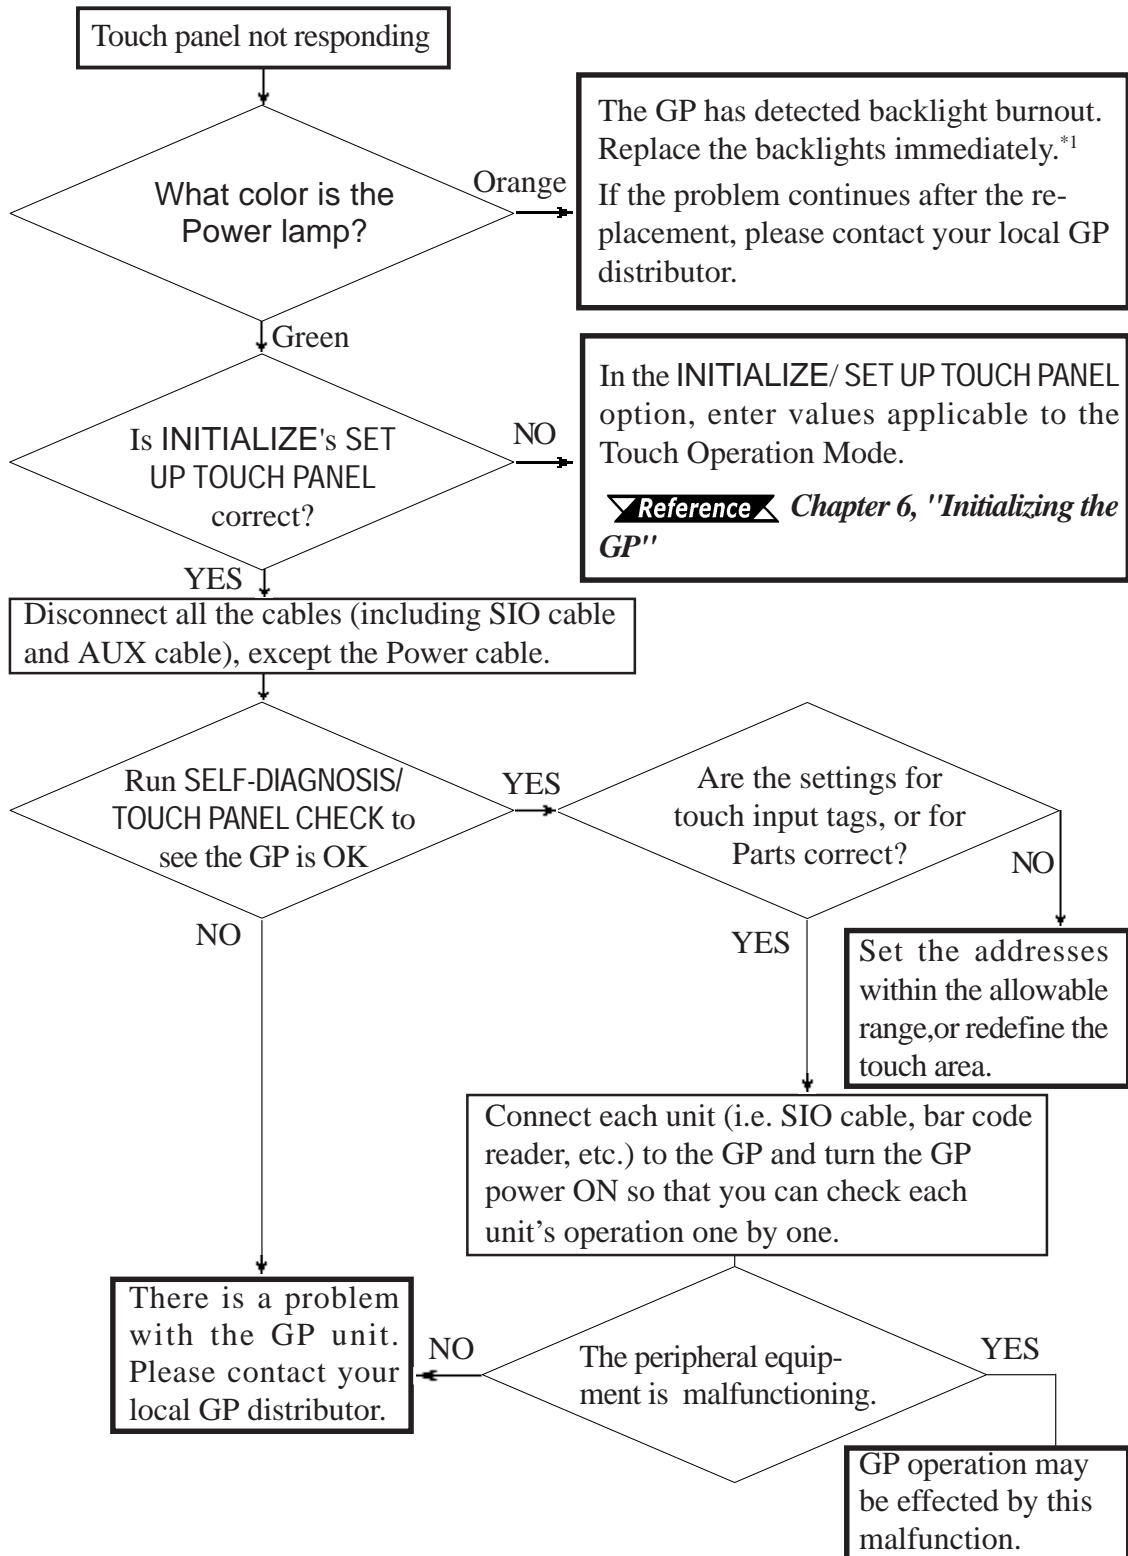 Touch panel not responding
What color is the
Power lamp?
Orange
The GP has detected backlight burnout.
Replace the backlights immediately.*1
If the problem continues after the re-
placement, please contact your local GP
distributor.
Green
Is INITIALIZE's SET
UP TOUCH PANEL
correct?
NO
In the INITIALIZE/ SET UP TOUCH PANEL
option, enter values applicable to the
Touch Operation Mode.
Reference Chapter 6, "Initializing the
GP"
YES
Disconnect all the cables (including SIO cable
and AUX cable), except the Power cable.
Run SELF-DIAGNOSIS/
TOUCH PANEL CHECK to
see the GP is OK
YES
Are the settings for
touch input tags, or for
Parts correct?
NO
NO
YES
Set the addresses
within the allowable
range,or redefine the
touch area.
Connect each unit (i.e. SIO cable, bar code
reader, etc.) to the GP and turn the GP
power ON so that you can check each
unit's operation one by one.
There is a problem
with the GP unit.
Please contact your
local GP distributor.
NO
The peripheral equip-
ment is malfunctioning.
YES
GP operation may
be effected by this
malfunction.